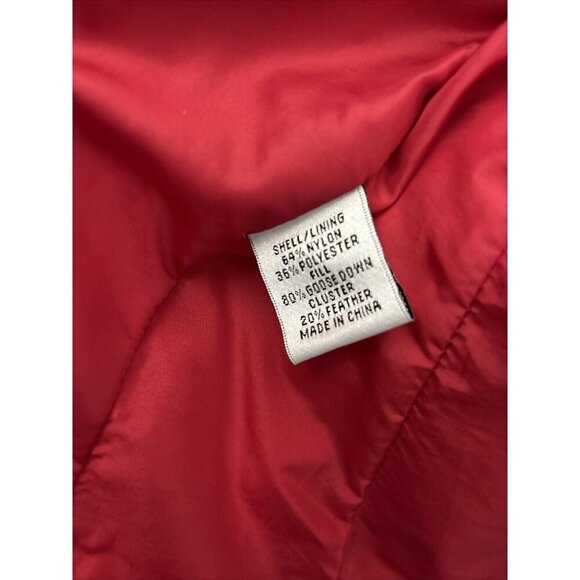 SHELL/LINING
64% NYLON
36% POLYESTER
FILL
80% GOOSE DOWN
CLUSTER
20% FEATHER
MADE IN CHINA